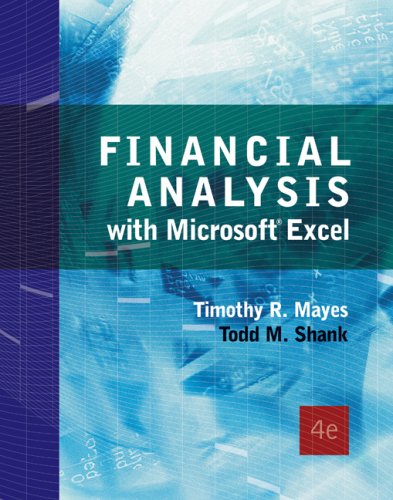 FINANCIAL
ANALYSIS
with Microsoft® Excel
Timothy R. Mayes
Todd M. Shank
4e